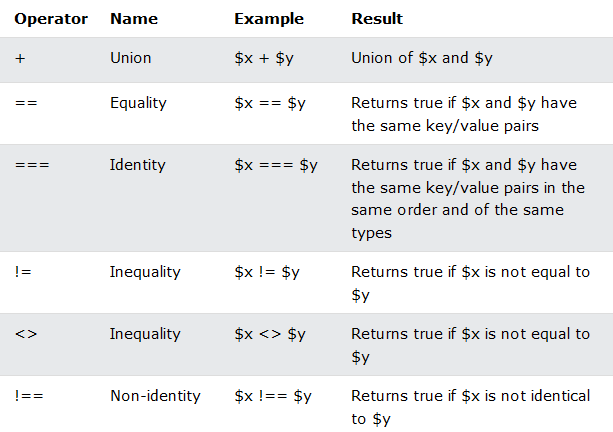 Operator Name Example Result
+ Union $x + $y Union of $x and $y
== Equality $x == $y Returns true if $x and $y have
the same key/value pairs
=== Identity $x === $y Returns true if $x and $y have
the same key/value pairs in the
same order and of the same
types
!= Inequality $x != $y Returns true if $x is not equal to
$y
<> Inequality $x <> $y Returns true if $x is not equal to
$y
!== Non-identity $x !== $y Returns true if $x is not identical
to $y